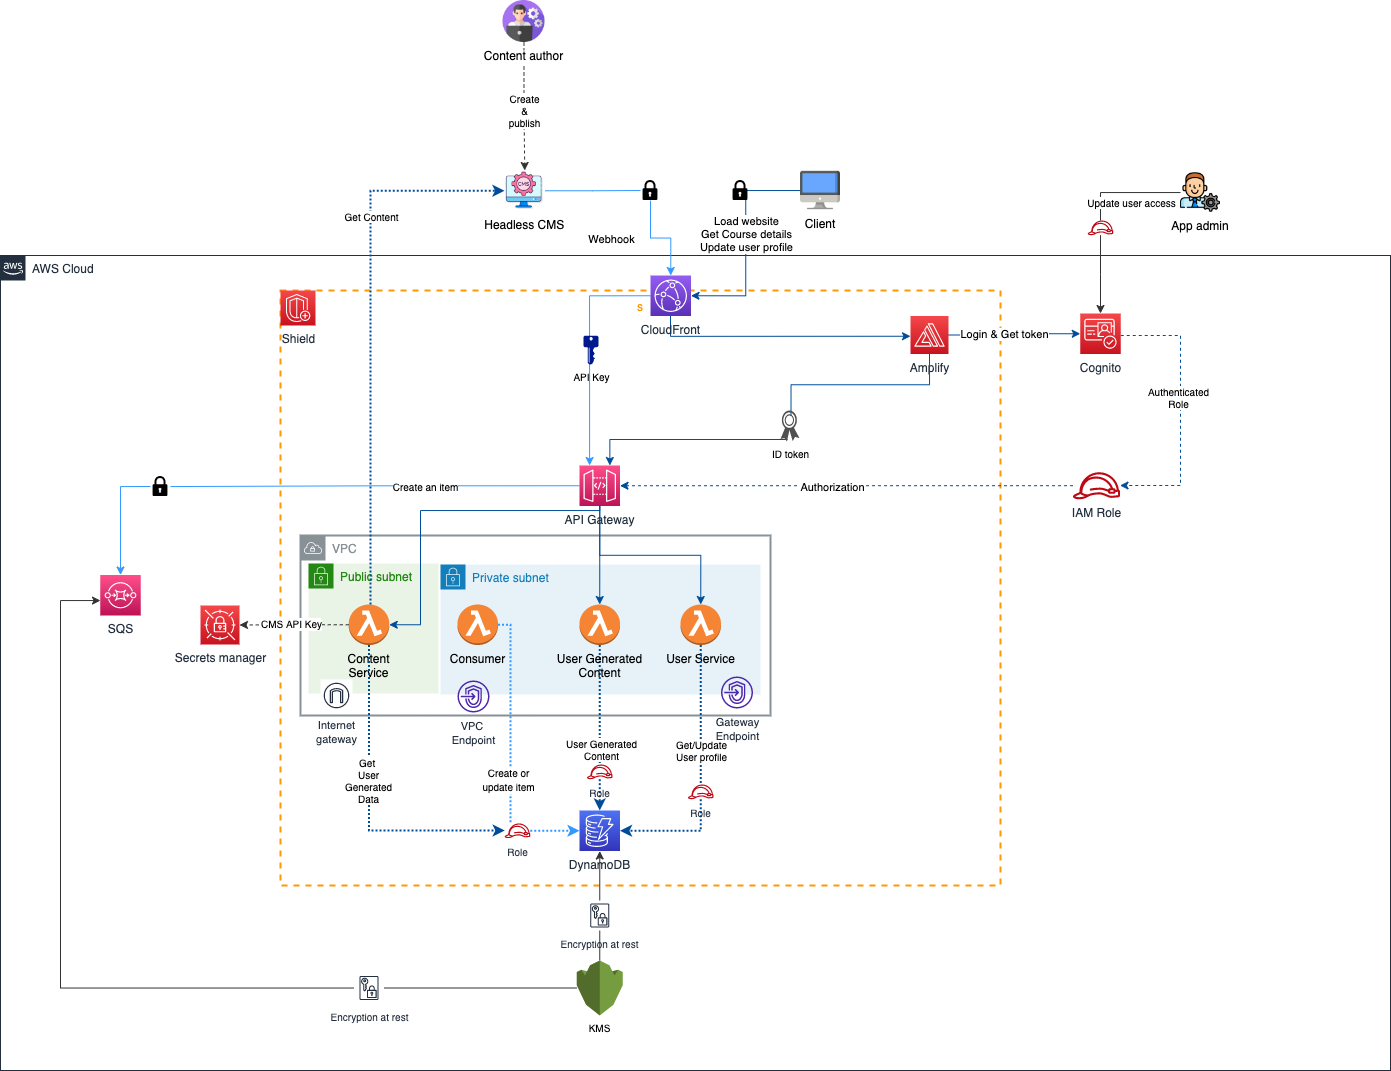 Content author
Create
&
publish
CMS
Headless CMS
Get Content
Webhook
Load website
Get Course details
Update user profile
Client
Update user access
App admin
aws
AWS Cloud
Shield
S
CloudFront
API Key
Amplify
Login & Get token
Cognito
Authenticated
Role
ID token
Create an item
API Gateway
Authorization
IAM Role
VPC
Public subnet
Private subnet
SQS
Secrets manager
CMS API Key
Content
Service
Consumer
User Generated
Content
User Service
Internet
gateway
VPC
Endpoint
Gateway
Endpoint
Get
User
Generated
Data
Create or
update item
User Generated
Content
Role
Get/Update
User profile
Role
Role
DynamoDB
Encryption at rest
Encryption at rest
KMS